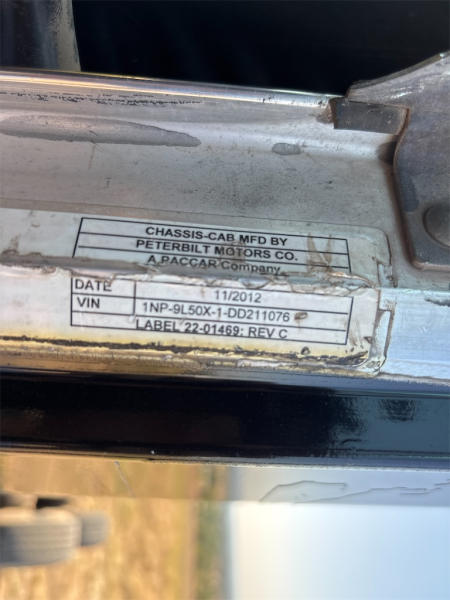 CHASSIS-CAB MFD BY
PETERBILT MOTORS CO.
A PACCAR Company
DATE 11/2012
VIN 1NP-9L50X-1-DD211076
LABEL 22-01469: REV C